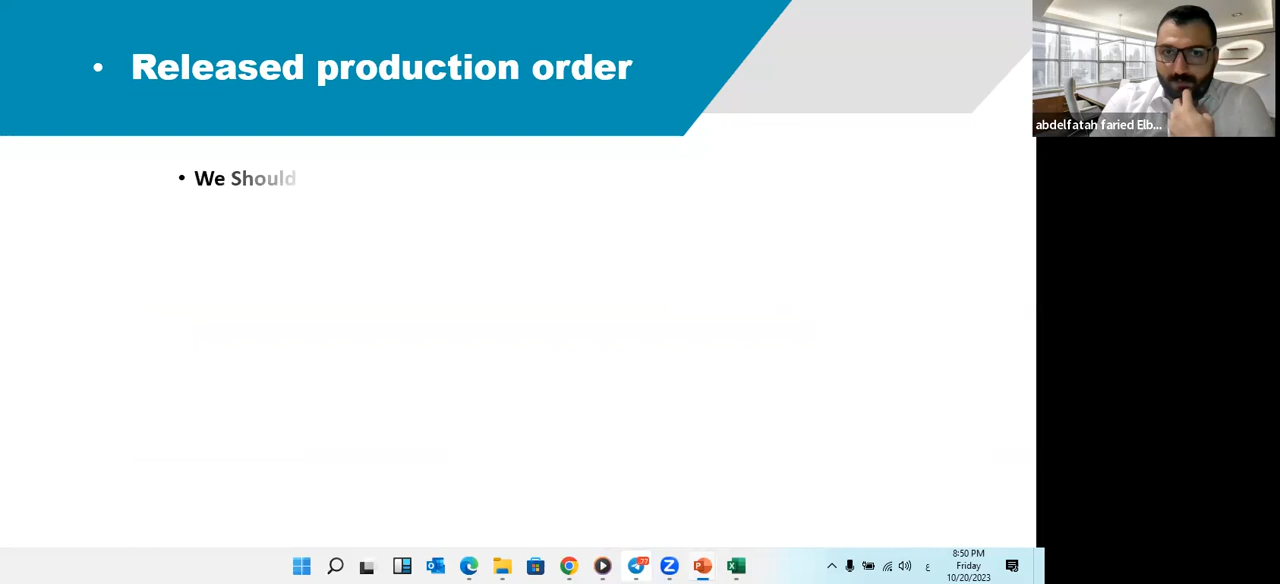 • Released production order
abdelfatah faried Elb...
• We Should
8:50 PM
Friday
10/20/2023
ع